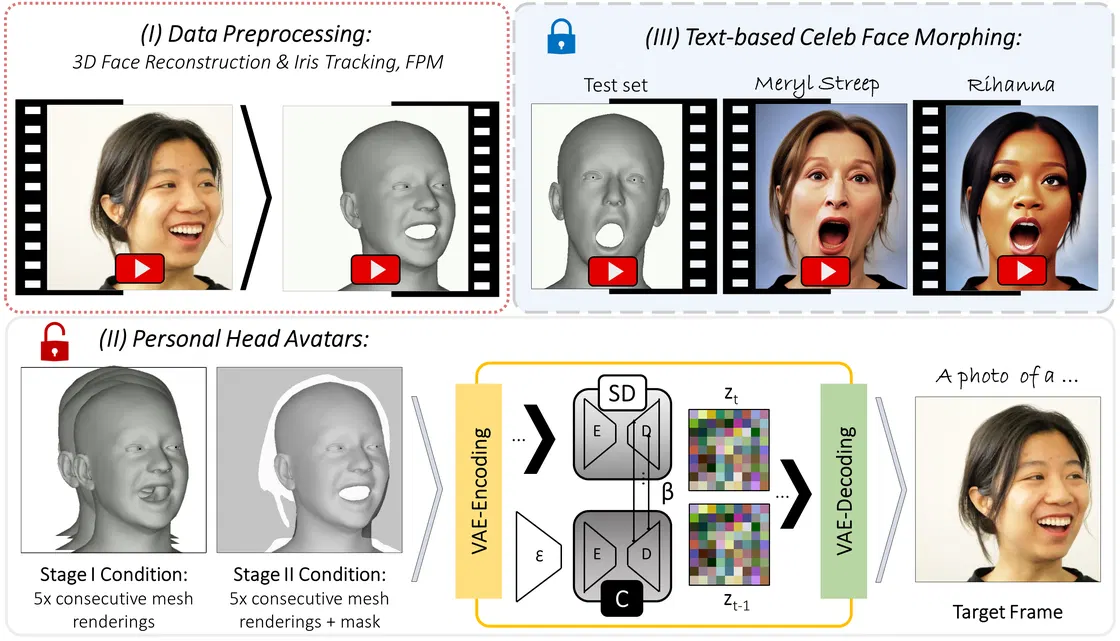 (I) Data Preprocessing:
3D Face Reconstruction & Iris Tracking, FPM
(III) Text-based Celeb Face Morphing:
Test set
Meryl Streep
Rihanna
(II) Personal Head Avatars:
Stage I Condition:
5x consecutive mesh
renderings
Stage II Condition:
5x consecutive mesh
renderings + mask
VAE-Encoding
...
SD
E
D
...
β
ε
E
D
C
zt
zt-1
...
VAE-Decoding
A photo of a ...
Target Frame